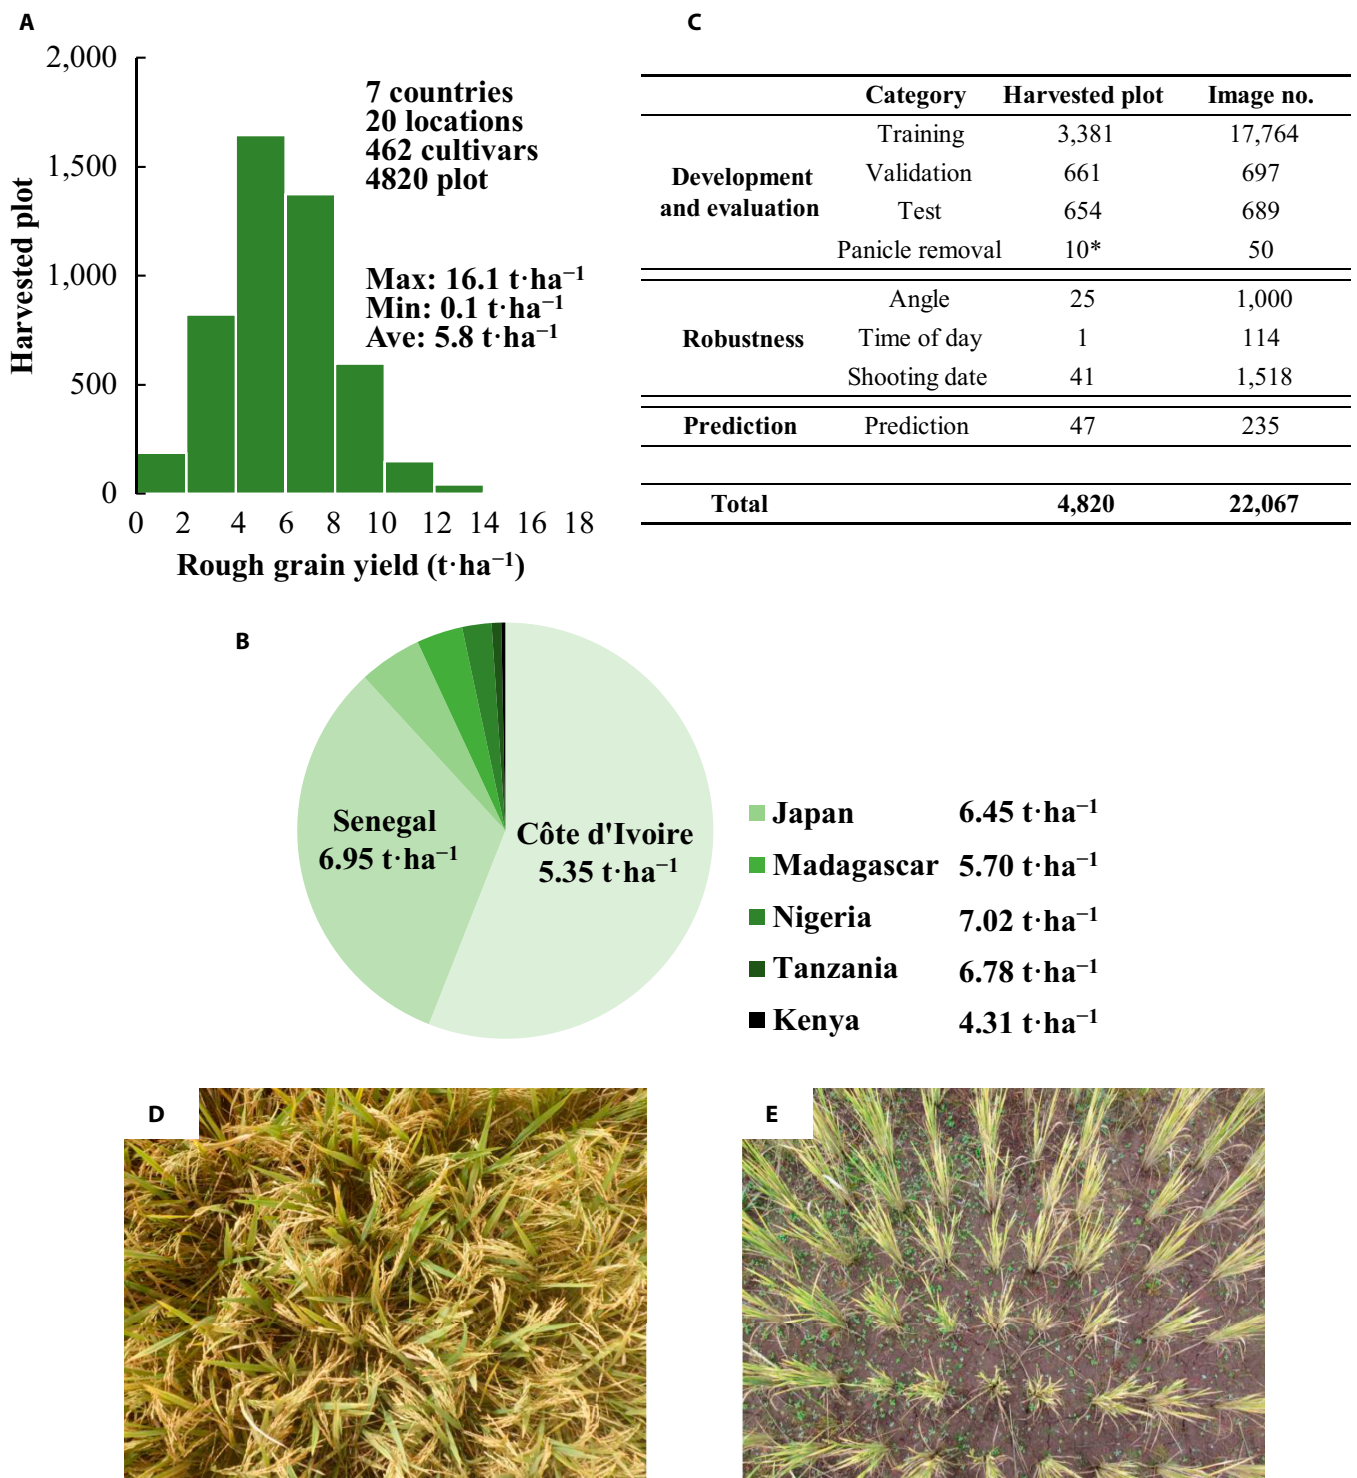 A
2,000
1,500
1,000
500
0
0 2 4 6 8 10 12 14 16 18
Harvested plot
Rough grain yield (t·ha⁻¹)
7 countries
20 locations
462 cultivars
4820 plot
Max: 16.1 t·ha⁻¹
Min: 0.1 t·ha⁻¹
Ave: 5.8 t·ha⁻¹
C
Category Harvested plot Image no.
Development and evaluation
Training 3,381 17,764
Validation 661 697
Test 654 689
Panicle removal 10* 50
Robustness
Angle 25 1,000
Time of day 1 114
Shooting date 41 1,518
Prediction Prediction 47 235
Total 4,820 22,067
B
Senegal
6.95 t·ha⁻¹
Côte d'Ivoire
5.35 t·ha⁻¹
Japan 6.45 t·ha⁻¹
Madagascar 5.70 t·ha⁻¹
Nigeria 7.02 t·ha⁻¹
Tanzania 6.78 t·ha⁻¹
Kenya 4.31 t·ha⁻¹
D
E